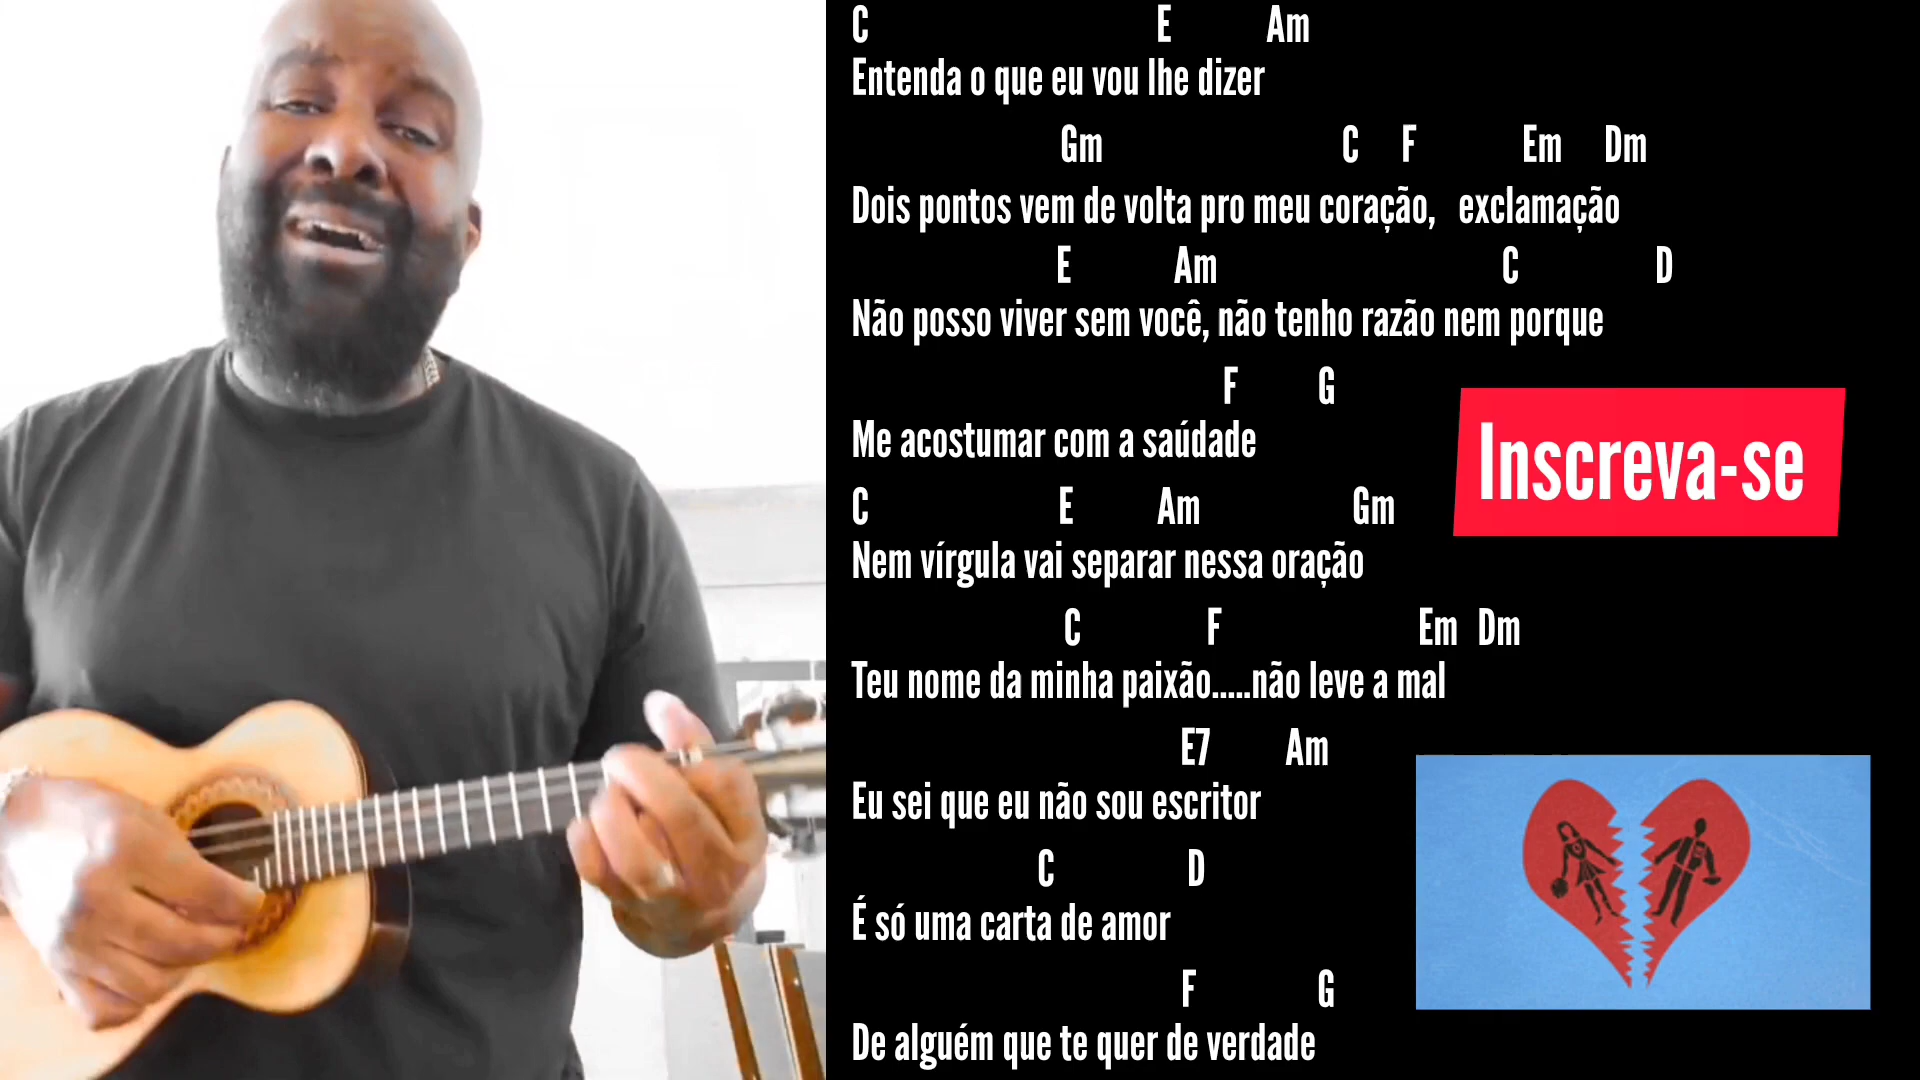 C E Am
Entenda o que eu vou lhe dizer
Gm C F Em Dm
Dois pontos vem de volta pro meu coração, exclamação
E Am C D
Não posso viver sem você, não tenho razão nem porque
F G
Me acostumar com a saúdade
Inscreva-se
C E Am Gm
Nem vírgula vai separar nessa oração
C F Em Dm
Teu nome da minha paixão.....não leve a mal
E7 Am
Eu sei que eu não sou escritor
C D
É só uma carta de amor
F G
De alguém que te quer de verdade